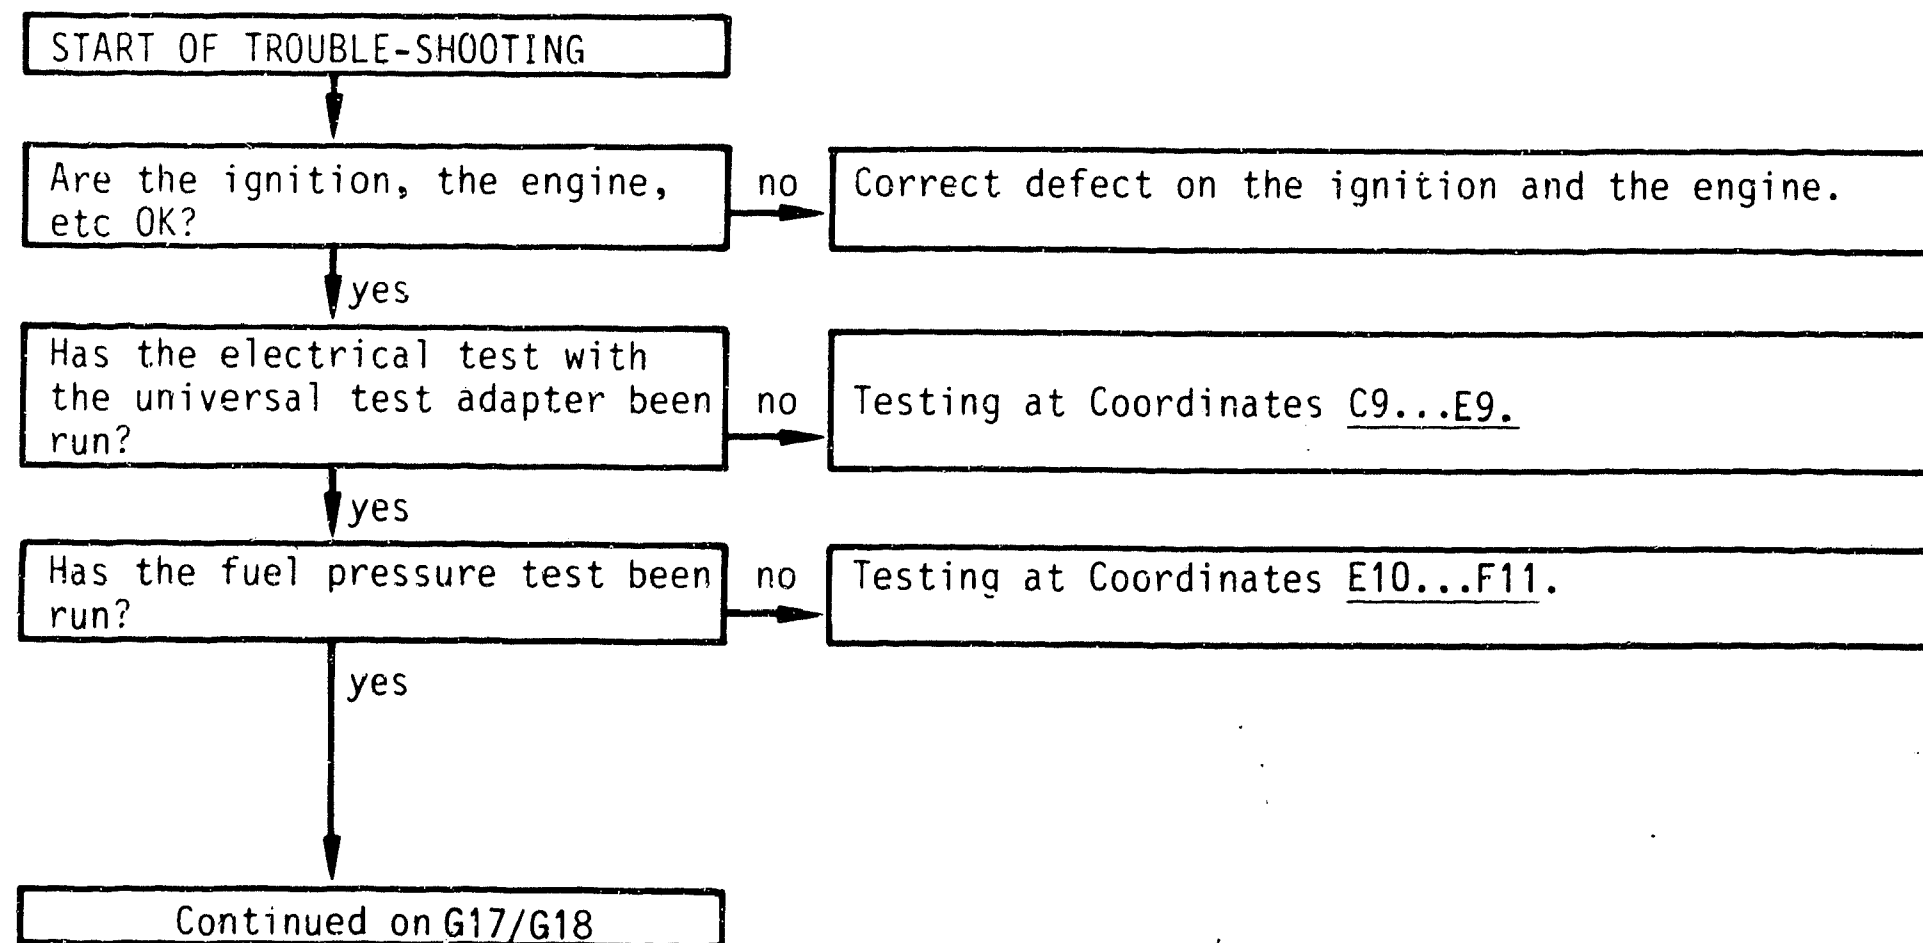 START OF TROUBLE-SHOOTING
Are the ignition, the engine,
etc OK?
no
Correct defect on the ignition and the engine.
yes
Has the electrical test with
the universal test adapter been
run?
no
Testing at Coordinates C9...E9.
yes
Has the fuel pressure test been
run?
no
Testing at Coordinates E10...F11.
yes
Continued on G17/G18